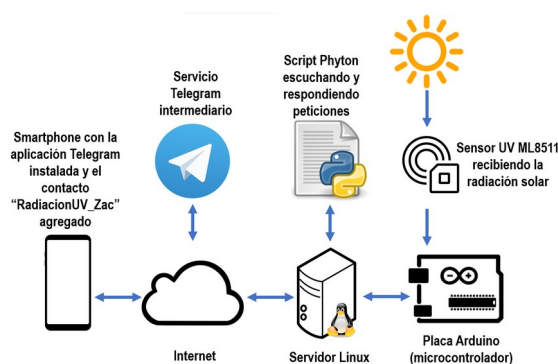 Smartphone con la
aplicación Telegram
instalada y el
contacto
“RadiacionUV_Zac”
agregado
Servicio
Telegram
intermediario
Script Phyton
escuchando y
respondiendo
peticiones
Sensor UV ML8511
recibiendo la
radiación solar
Internet
Servidor Linux
Placa Arduino
(microcontrolador)